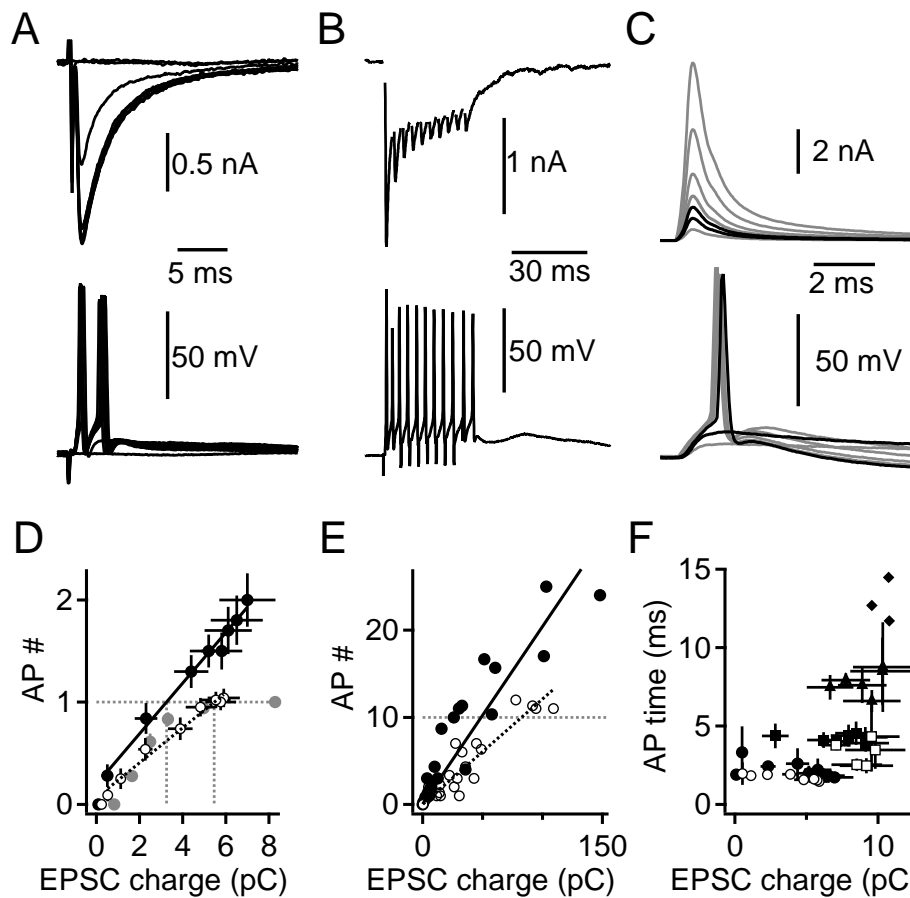 A B C
0.5 nA 1 nA 2 nA
5 ms 30 ms 2 ms
50 mV 50 mV 50 mV
D E F
AP #
2
1
0
0 2 4 6 8
EPSC charge (pC)
AP #
20
10
0
0 150
EPSC charge (pC)
AP time (ms)
15
10
5
0
0 10
EPSC charge (pC)